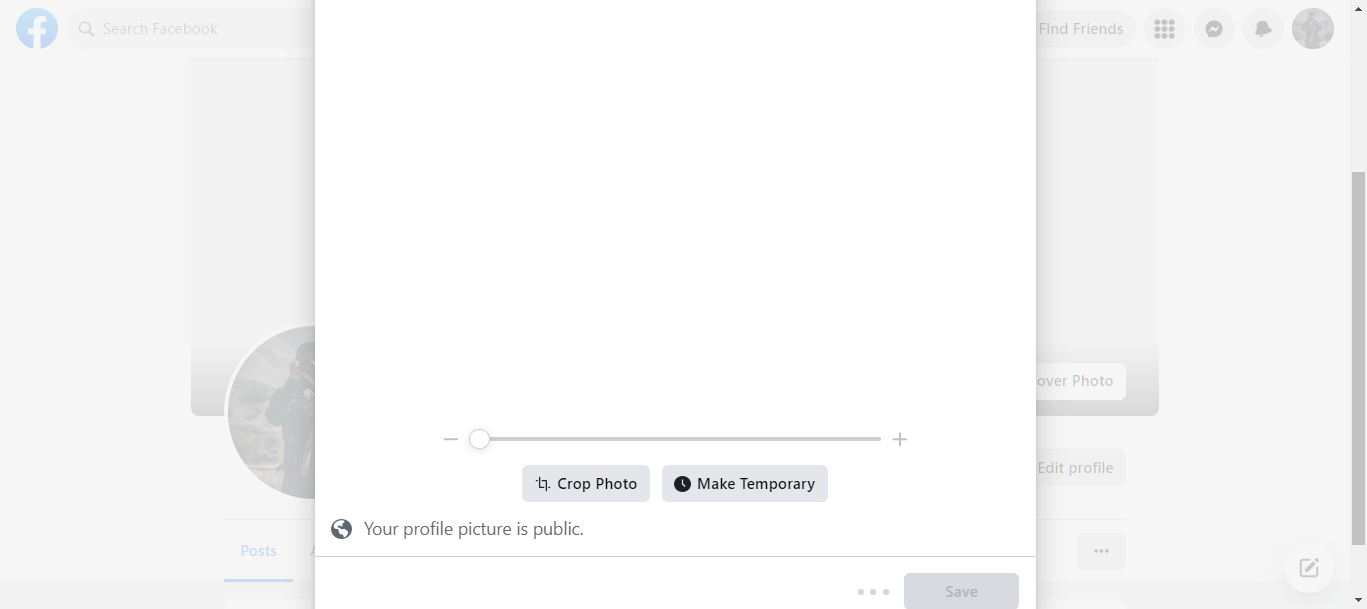 Search Facebook
Find Friends
over Photo
Edit profile
Crop Photo
Make Temporary
Your profile picture is public.
Posts
A
Save